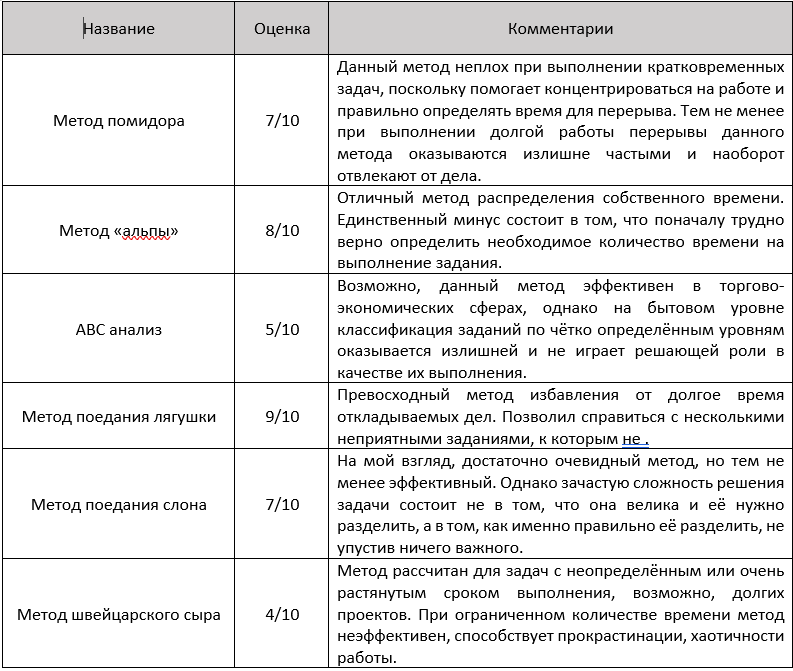 Название
Оценка
Комментарии
Метод помидора
7/10
Данный метод неплох при выполнении кратковременных
задач, поскольку помогает концентрироваться на работе и
правильно определять время для перерыва. Тем не менее
при выполнении долгой работы перерывы данного
метода оказываются излишне частыми и наоборот
отвлекают от дела.
Метод «альпы»
8/10
Отличный метод распределения собственного времени.
Единственный минус состоит в том, что поначалу трудно
верно определить необходимое количество времени на
выполнение задания.
АВС анализ
5/10
Возможно, данный метод эффективен в торгово-
экономических сферах, однако на бытовом уровне
классификация заданий по чётко определённым уровням
оказывается излишней и не играет решающей роли в
качестве их выполнения.
Метод поедания лягушки
9/10
Превосходный метод избавления от долгое время
откладываемых дел. Позволил справиться с несколькими
неприятными заданиями, к которым не .
Метод поедания слона
7/10
На мой взгляд, достаточно очевидный метод, но тем не
менее эффективный. Однако зачастую сложность решения
задачи состоит не в том, что она велика и её нужно
разделить, а в том, как именно правильно её разделить, не
упустив ничего важного.
Метод швейцарского сыра
4/10
Метод рассчитан для задач с неопределённым или очень
растянутым сроком выполнения, возможно, долгих
проектов. При ограниченном количестве времени метод
неэффективен, способствует прокрастинации, хаотичности
работы.